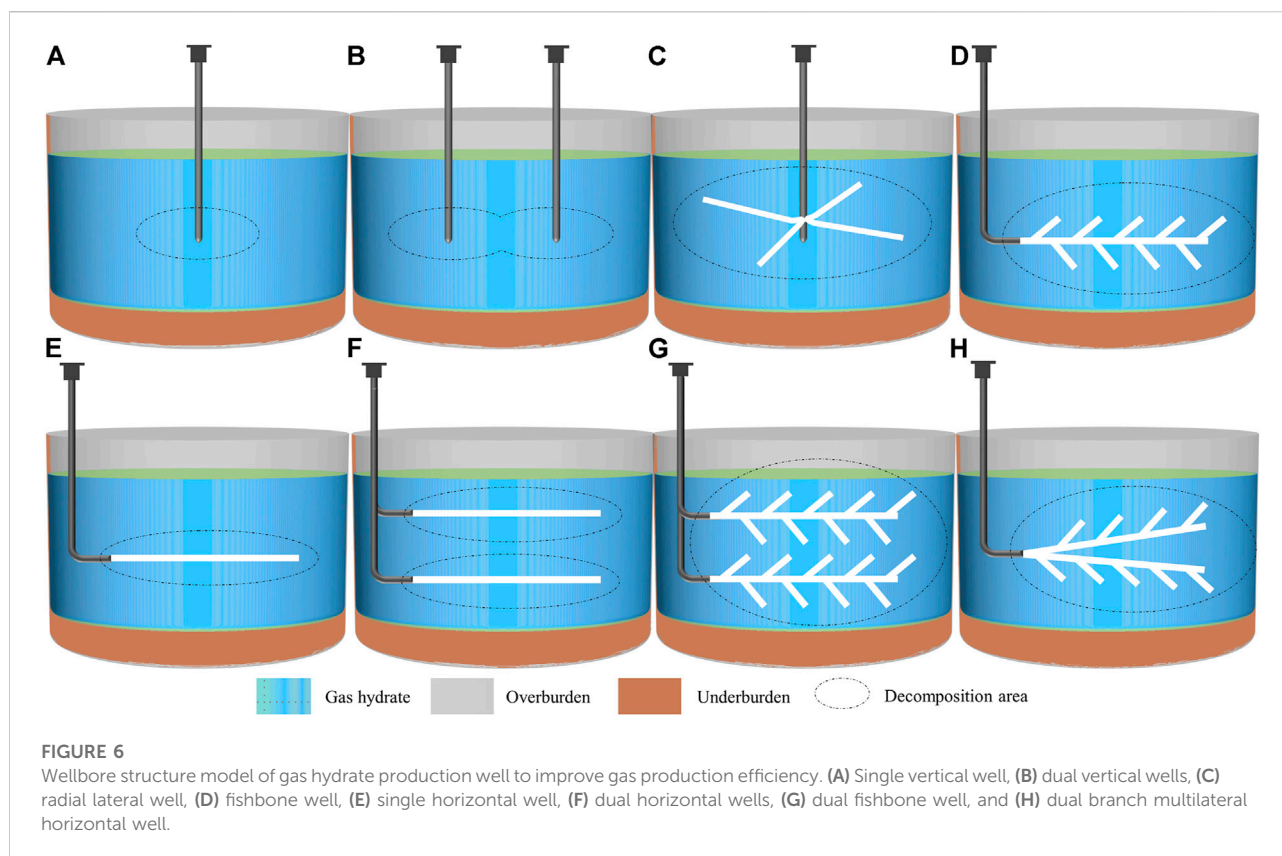 A B C D
E F G H
Gas hydrate Overburden Underburden Decomposition area
FIGURE 6
Wellbore structure model of gas hydrate production well to improve gas production efficiency. (A) Single vertical well, (B) dual vertical wells, (C)
radial lateral well, (D) fishbone well, (E) single horizontal well, (F) dual horizontal wells, (G) dual fishbone well, and (H) dual branch multilateral
horizontal well.